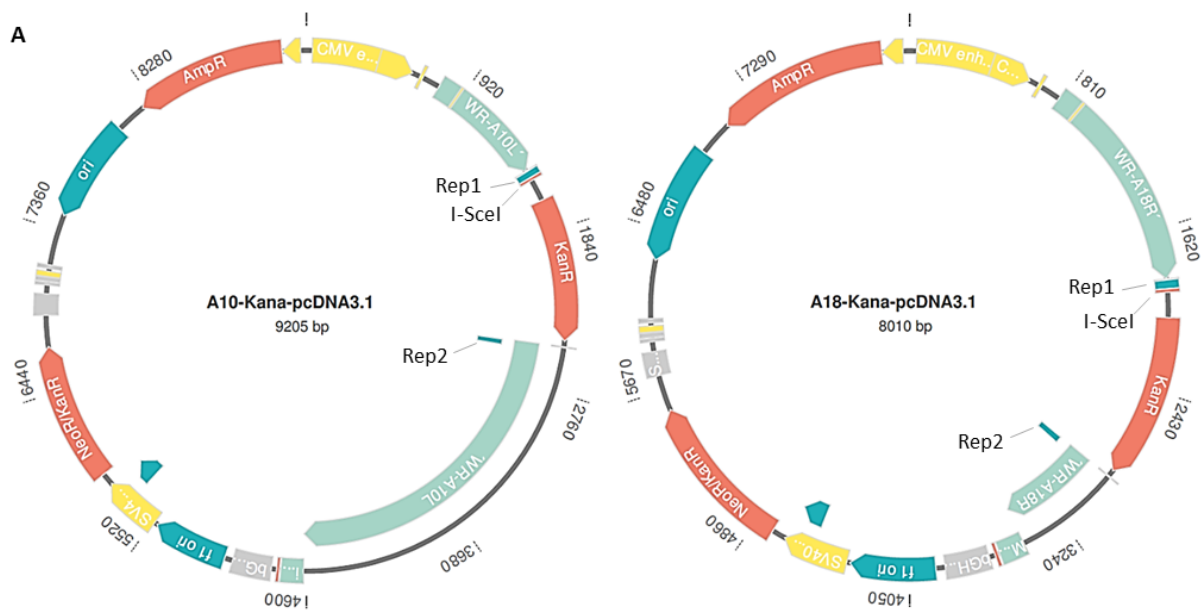 A
8280
AmpR
CMV e...
920
WR-A10L´
Rep1
I-SceI
KanR
1840
ori
7360
A10-Kana-pcDNA3.1
9205 bp
Rep2
2760
´WR-A10L
6440
NeoR/KanR
5520
SV4...
f1 ori
bG...
i...
4600
3680
7290
AmpR
CMV enh.. C...
810
WR-A18R´
1620
Rep1
I-SceI
KanR
2430
ori
6480
A18-Kana-pcDNA3.1
8010 bp
S...
5670
Rep2
´WR-A18R
NeoR/KanR
4860
SV40...
f1 ori
bGH...
M...
3240
4050